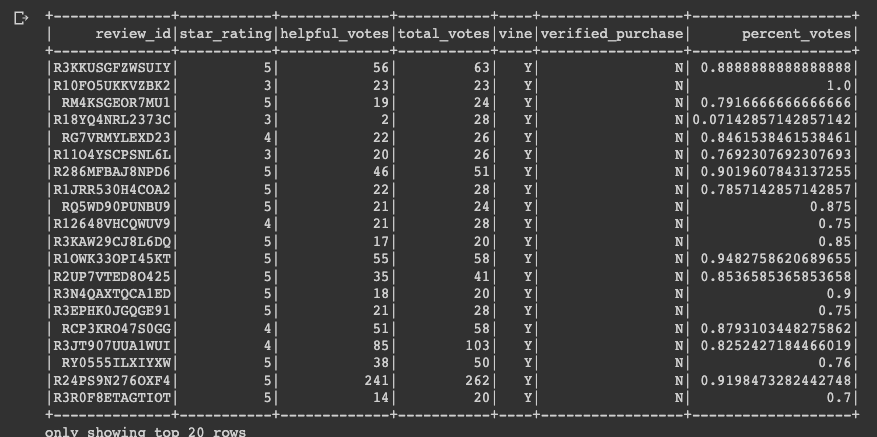 +--------------+-----------+-------------+-----------+----+-----------------+-------------------+
|     review_id|star_rating|helpful_votes|total_votes|vine|verified_purchase|      percent_votes|
+--------------+-----------+-------------+-----------+----+-----------------+-------------------+
|R3KKUSGFZWSUIY|          5|           56|         63|   Y|                N| 0.8888888888888888|
|R10FO5UKKVZBK2|          3|           23|         23|   Y|                N|                1.0|
| RM4KSGEOR7MU1|          5|           19|         24|   Y|                N| 0.7916666666666666|
|R18YQ4NRL2373C|          3|            2|         28|   Y|                N|0.07142857142857142|
| RG7VRMYLEXD23|          4|           22|         26|   Y|                N| 0.8461538461538461|
|R11O4YSCPSNL6L|          3|           20|         26|   Y|                N| 0.7692307692307693|
|R286MFBAJ8NPD6|          5|           46|         51|   Y|                N| 0.9019607843137255|
|R1JRR530H4COA2|          5|           22|         28|   Y|                N| 0.7857142857142857|
| RQ5WD90PUNBU9|          5|           21|         24|   Y|                N|              0.875|
|R12648VHCQWUV9|          4|           21|         28|   Y|                N|               0.75|
|R3KAW29CJ8L6DQ|          5|           17|         20|   Y|                N|               0.85|
|R1OWK33OPI45KT|          5|           55|         58|   Y|                N| 0.9482758620689655|
|R2UP7VTED8O425|          5|           35|         41|   Y|                N| 0.8536585365853658|
|R3N4QAXTQCA1ED|          5|           18|         20|   Y|                N|                0.9|
|R3EPHK0JGQGE91|          5|           21|         28|   Y|                N|               0.75|
| RCP3KRO47S0GG|          4|           51|         58|   Y|                N| 0.8793103448275862|
|R3JT907UUA1WUI|          4|           85|        103|   Y|                N| 0.8252427184466019|
| RY0555ILXIYXW|          5|           38|         50|   Y|                N|               0.76|
|R24PS9N276OXF4|          5|          241|        262|   Y|                N| 0.9198473282442748|
|R3R0F8ETAGTIOT|          5|           14|         20|   Y|                N|                0.7|
+--------------+-----------+-------------+-----------+----+-----------------+-------------------+
only showing top 20 rows